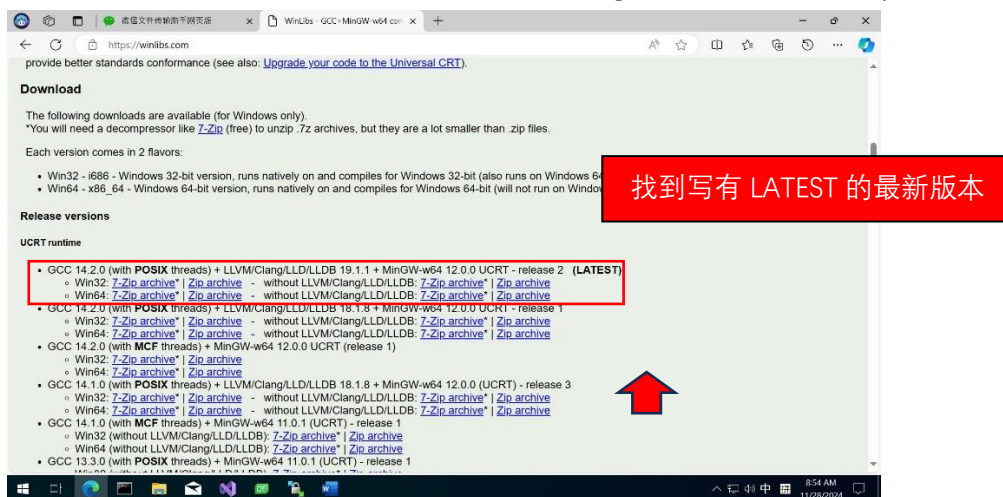 微信文件传输助手网页版
WinLibs - GCC+MinGW-w64 com
https://winlibs.com
provide better standards conformance (see also: Upgrade your code to the Universal CRT).
Download
The following downloads are available (for Windows only).
*You will need a decompressor like 7-Zip (free) to unzip .7z archives, but they are a lot smaller than .zip files.
Each version comes in 2 flavors:
• Win32 - i686 - Windows 32-bit version, runs natively on and compiles for Windows 32-bit (also runs on Windows 64
• Win64 - x86_64 - Windows 64-bit version, runs natively on and compiles for Windows 64-bit (will not run on Window
找到写有 LATEST 的最新版本
Release versions
UCRT runtime
• GCC 14.2.0 (with POSIX threads) + LLVM/Clang/LLD/LLDB 19.1.1 + MinGW-w64 12.0.0 UCRT - release 2 (LATEST)
◦ Win32: 7-Zip archive* | Zip archive - without LLVM/Clang/LLD/LLDB: 7-Zip archive* | Zip archive
◦ Win64: 7-Zip archive* | Zip archive - without LLVM/Clang/LLD/LLDB: 7-Zip archive* | Zip archive
• GCC 14.2.0 (with POSIX threads) + LLVM/Clang/LLD/LLDB 18.1.8 + MinGW-w64 12.0.0 UCRT - release 1
◦ Win32: 7-Zip archive* | Zip archive - without LLVM/Clang/LLD/LLDB: 7-Zip archive* | Zip archive
◦ Win64: 7-Zip archive* | Zip archive - without LLVM/Clang/LLD/LLDB: 7-Zip archive* | Zip archive
• GCC 14.2.0 (with MCF threads) + MinGW-w64 12.0.0 UCRT (release 1)
◦ Win32: 7-Zip archive* | Zip archive
◦ Win64: 7-Zip archive* | Zip archive
• GCC 14.1.0 (with POSIX threads) + LLVM/Clang/LLD/LLDB 18.1.8 + MinGW-w64 12.0.0 (UCRT) - release 3
◦ Win32: 7-Zip archive* | Zip archive - without LLVM/Clang/LLD/LLDB: 7-Zip archive* | Zip archive
◦ Win64: 7-Zip archive* | Zip archive - without LLVM/Clang/LLD/LLDB: 7-Zip archive* | Zip archive
• GCC 14.1.0 (with MCF threads) + MinGW-w64 11.0.1 (UCRT) - release 1
◦ Win32 (without LLVM/Clang/LLD/LLDB): 7-Zip archive* | Zip archive
◦ Win64 (without LLVM/Clang/LLD/LLDB): 7-Zip archive* | Zip archive
• GCC 13.3.0 (with POSIX threads) + MinGW-w64 11.0.1 (UCRT) - release 1
中
8:54 AM
11/28/2024